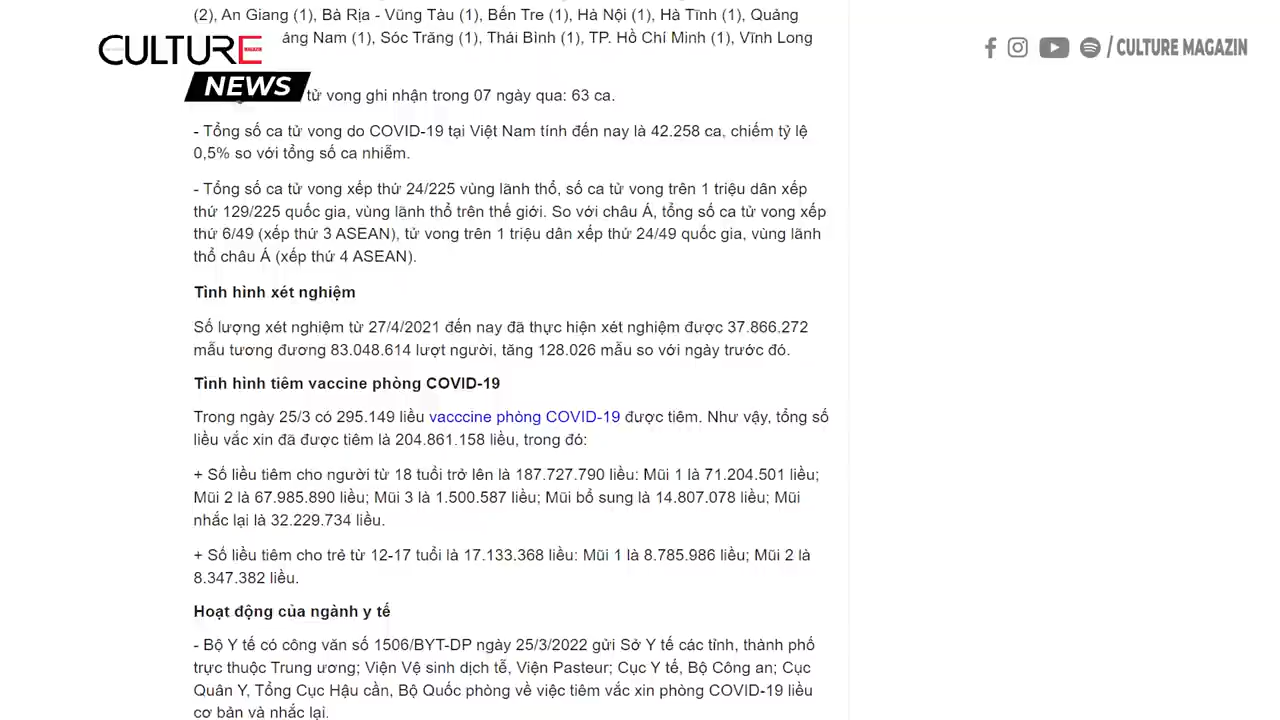 (2), An Giang (1), Bà Rịa - Vũng Tàu (1), Bến Tre (1), Hà Nội (1), Hà Tĩnh (1), Quảng
CULTURE
áng Nam (1), Sóc Trăng (1), Thái Bình (1), TP. Hồ Chí Minh (1), Vĩnh Long
/ CULTURE MAGAZIN
NEWS
tử vong ghi nhận trong 07 ngày qua: 63 ca.
- Tổng số ca tử vong do COVID-19 tại Việt Nam tính đến nay là 42.258 ca, chiếm tỷ lệ
0,5% so với tổng số ca nhiễm.
- Tổng số ca tử vong xếp thứ 24/225 vùng lãnh thổ, số ca tử vong trên 1 triệu dân xếp
thứ 129/225 quốc gia, vùng lãnh thổ trên thế giới. So với châu Á, tổng số ca tử vong xếp
thứ 6/49 (xếp thứ 3 ASEAN), tử vong trên 1 triệu dân xếp thứ 24/49 quốc gia, vùng lãnh
thổ châu Á (xếp thứ 4 ASEAN).
Tình hình xét nghiệm
Số lượng xét nghiệm từ 27/4/2021 đến nay đã thực hiện xét nghiệm được 37.866.272
mẫu tương đương 83.048.614 lượt người, tăng 128.026 mẫu so với ngày trước đó.
Tình hình tiêm vaccine phòng COVID-19
Trong ngày 25/3 có 295.149 liều vacccine phòng COVID-19 được tiêm. Như vậy, tổng số
liều vắc xin đã được tiêm là 204.861.158 liều, trong đó:
+ Số liều tiêm cho người từ 18 tuổi trở lên là 187.727.790 liều: Mũi 1 là 71.204.501 liều;
Mũi 2 là 67.985.890 liều; Mũi 3 là 1.500.587 liều; Mũi bổ sung là 14.807.078 liều; Mũi
nhắc lại là 32.229.734 liều.
+ Số liều tiêm cho trẻ từ 12-17 tuổi là 17.133.368 liều: Mũi 1 là 8.785.986 liều; Mũi 2 là
8.347.382 liều.
Hoạt động của ngành y tế
- Bộ Y tế có công văn số 1506/BYT-DP ngày 25/3/2022 gửi Sở Y tế các tỉnh, thành phố
trực thuộc Trung ương; Viện Vệ sinh dịch tễ, Viện Pasteur; Cục Y tế, Bộ Công an; Cục
Quân Y, Tổng Cục Hậu cần, Bộ Quốc phòng về việc tiêm vắc xin phòng COVID-19 liều
cơ bản và nhắc lại.